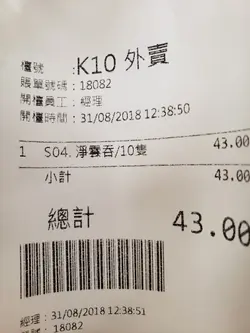 檯號 :K10 外賣
賬單號碼 : 18082
開檯員工 : 經理
開檯時間 : 31/08/2018 12:38:50
1 S04. 淨雲吞/10隻 43.00
小計 43.00
總計 43.00
經理 : 31/08/2018 12:38:51
: 18082